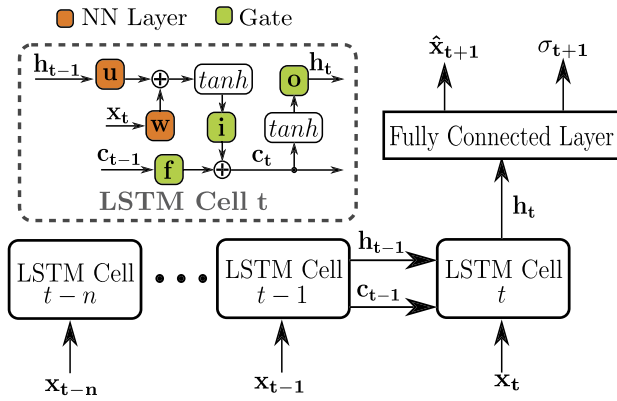 NN Layer Gate
h_{t-1} u ⊕ tanh o h_t
x_t w i tanh
c_{t-1} f ⊕ c_t
LSTM Cell t
x̂_{t+1} σ_{t+1}
Fully Connected Layer
h_t
LSTM Cell
t − n
• • •
LSTM Cell
t − 1
h_{t-1}
c_{t-1}
LSTM Cell
t
x_{t-n} x_{t-1} x_t